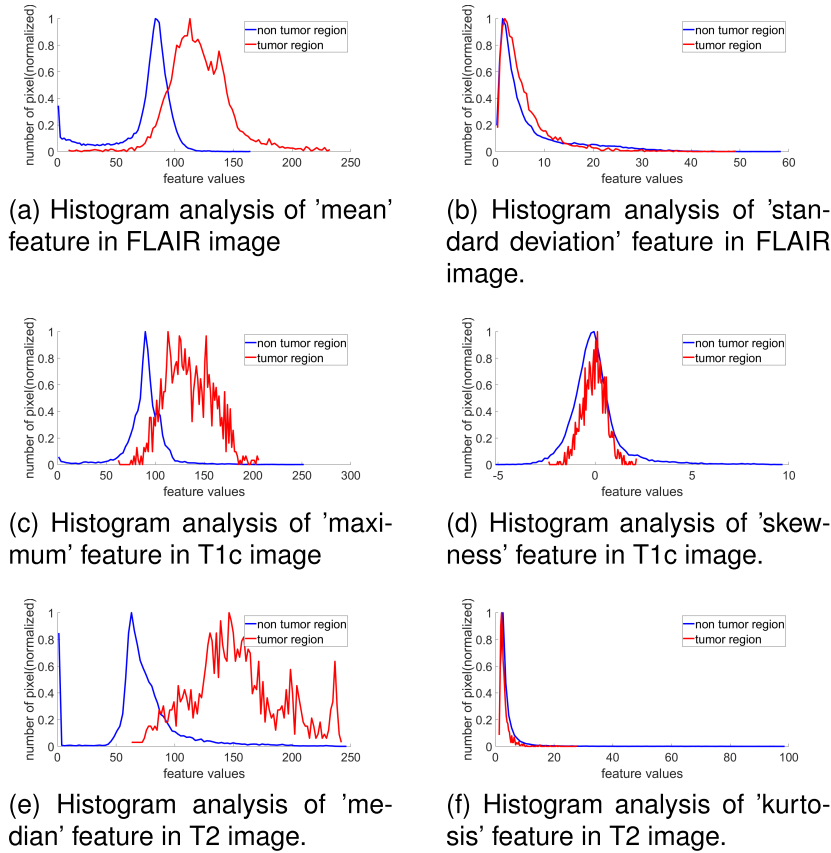 number of pixel(normalized)
1
0.8
0.6
0.4
0.2
0
0 50 100 150 200 250
feature values
non tumor region
tumor region
(a) Histogram analysis of 'mean'
feature in FLAIR image
number of pixel(normalized)
1
0.8
0.6
0.4
0.2
0
0 10 20 30 40 50 60
feature values
non tumor region
tumor region
(b) Histogram analysis of 'stan-
dard deviation' feature in FLAIR
image.
number of pixel(normalized)
1
0.8
0.6
0.4
0.2
0
0 50 100 150 200 250 300
feature values
non tumor region
tumor region
(c) Histogram analysis of 'maxi-
mum' feature in T1c image
number of pixel(normalized)
1
0.8
0.6
0.4
0.2
0
-5 0 5 10
feature values
non tumor region
tumor region
(d) Histogram analysis of 'skew-
ness' feature in T1c image.
number of pixel(normalized)
1
0.8
0.6
0.4
0.2
0
0 50 100 150 200 250
feature values
non tumor region
tumor region
(e) Histogram analysis of 'me-
dian' feature in T2 image.
number of pixel(normalized)
1
0.8
0.6
0.4
0.2
0
0 20 40 60 80 100
feature values
non tumor region
tumor region
(f) Histogram analysis of 'kurto-
sis' feature in T2 image.